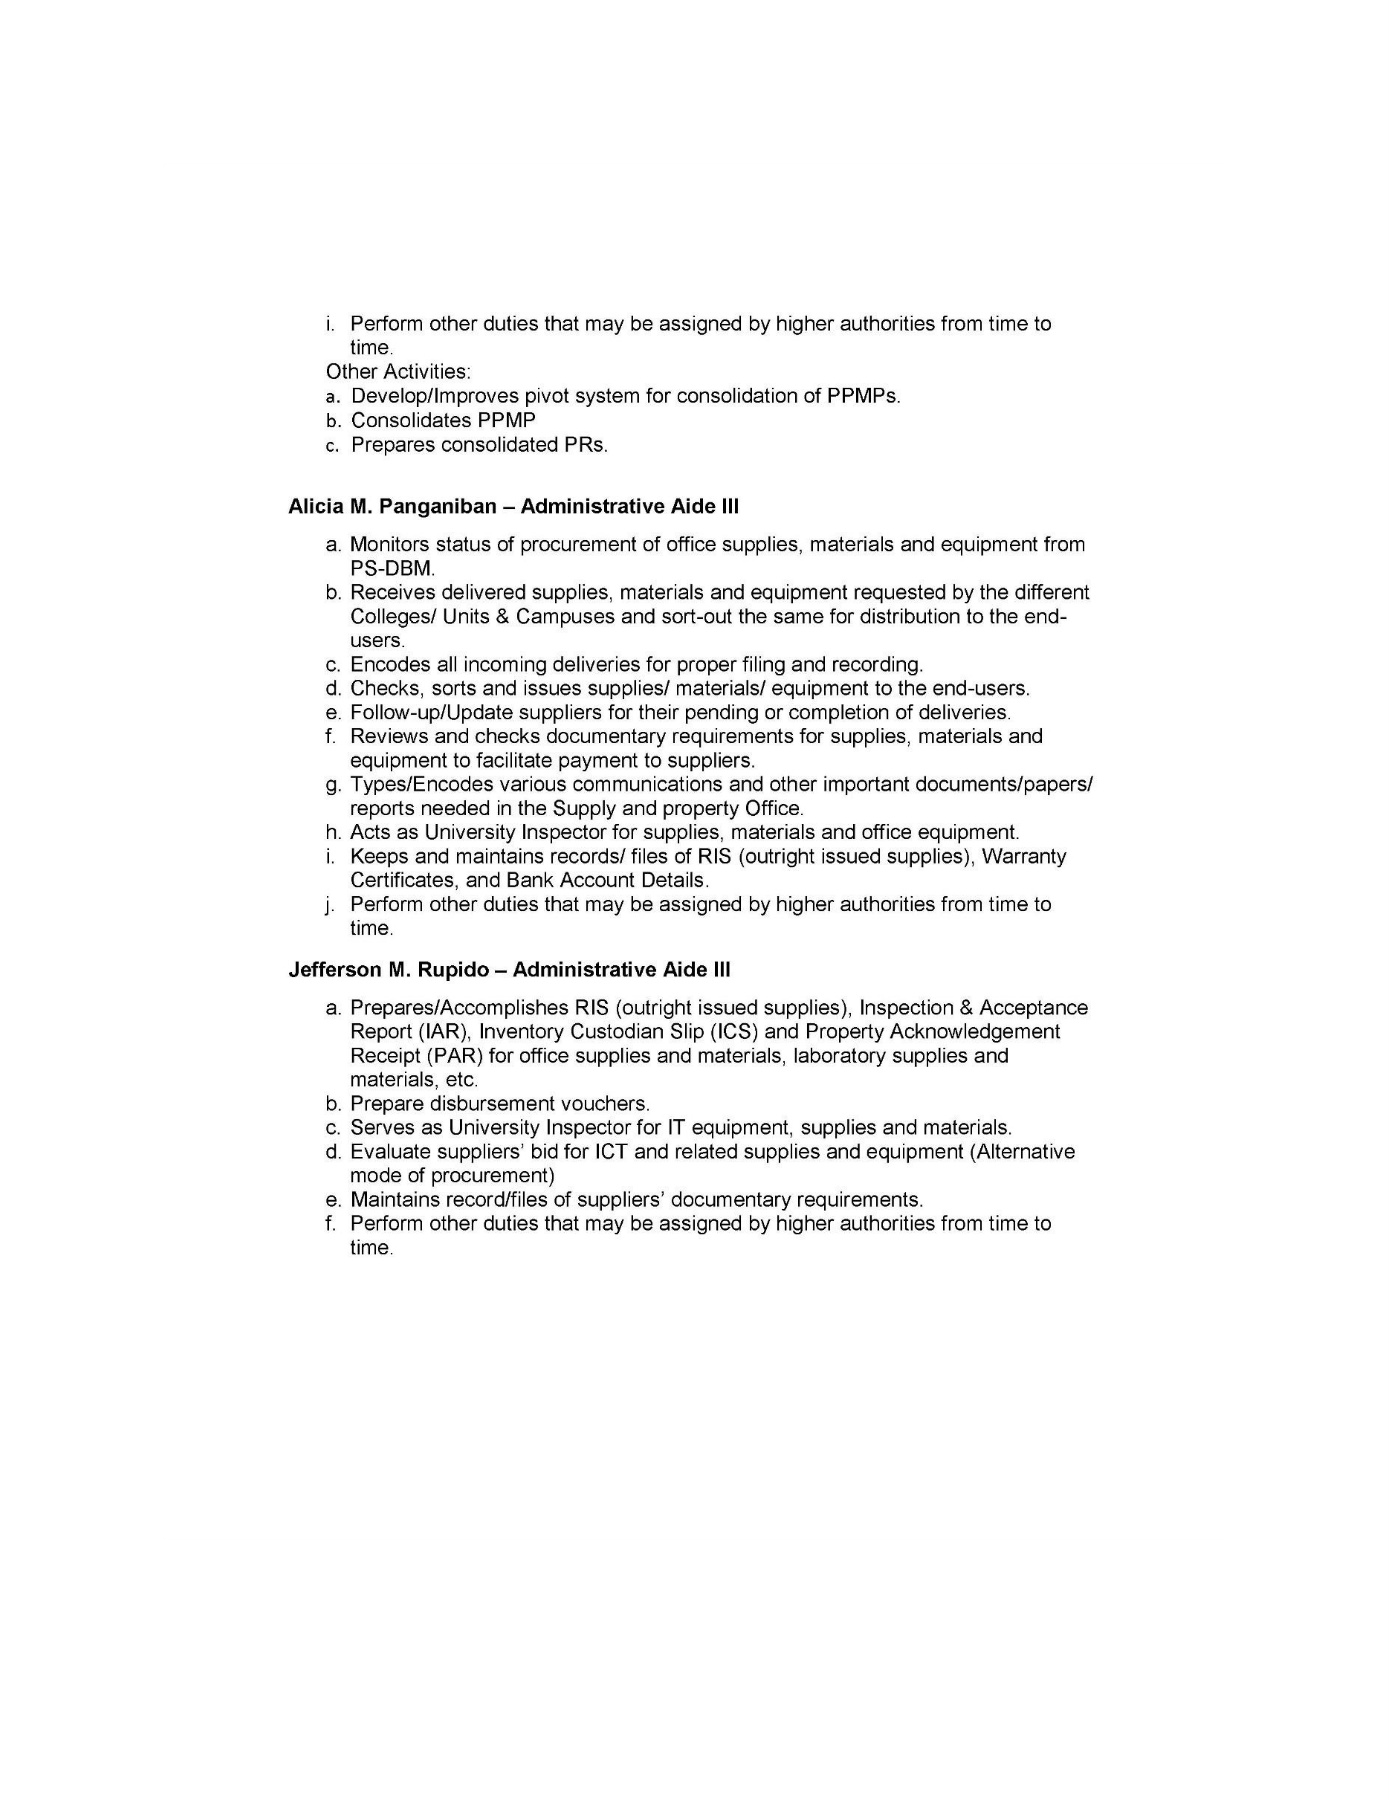 i. Perform other duties that may be assigned by higher authorities from time to
time.
Other Activities:
a. Develop/Improves pivot system for consolidation of PPMPs.
b. Consolidates PPMP
c. Prepares consolidated PRs.
Alicia M. Panganiban – Administrative Aide III
a. Monitors status of procurement of office supplies, materials and equipment from
PS-DBM.
b. Receives delivered supplies, materials and equipment requested by the different
Colleges/ Units & Campuses and sort-out the same for distribution to the end-
users.
c. Encodes all incoming deliveries for proper filing and recording.
d. Checks, sorts and issues supplies/ materials/ equipment to the end-users.
e. Follow-up/Update suppliers for their pending or completion of deliveries.
f. Reviews and checks documentary requirements for supplies, materials and
equipment to facilitate payment to suppliers.
g. Types/Encodes various communications and other important documents/papers/
reports needed in the Supply and property Office.
h. Acts as University Inspector for supplies, materials and office equipment.
i. Keeps and maintains records/ files of RIS (outright issued supplies), Warranty
Certificates, and Bank Account Details.
j. Perform other duties that may be assigned by higher authorities from time to
time.
Jefferson M. Rupido – Administrative Aide III
a. Prepares/Accomplishes RIS (outright issued supplies), Inspection & Acceptance
Report (IAR), Inventory Custodian Slip (ICS) and Property Acknowledgement
Receipt (PAR) for office supplies and materials, laboratory supplies and
materials, etc.
b. Prepare disbursement vouchers.
c. Serves as University Inspector for IT equipment, supplies and materials.
d. Evaluate suppliers’ bid for ICT and related supplies and equipment (Alternative
mode of procurement)
e. Maintains record/files of suppliers’ documentary requirements.
f. Perform other duties that may be assigned by higher authorities from time to
time.